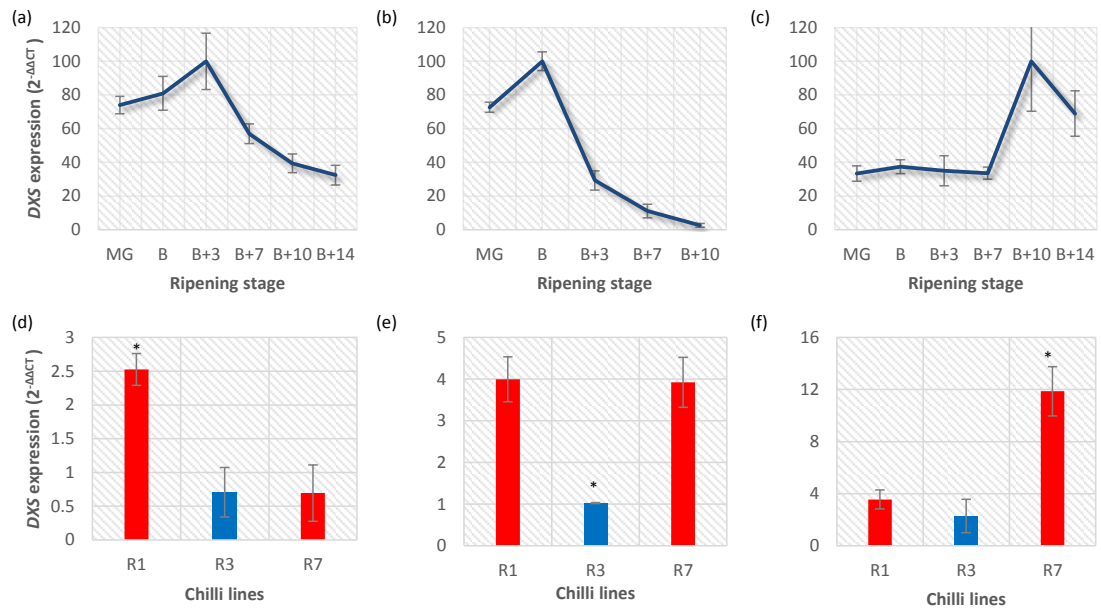 (a)
DXS expression (2-ΔΔCT)
120
100
80
60
40
20
0
MG B B+3 B+7 B+10 B+14
Ripening stage
(b)
120
100
80
60
40
20
0
MG B B+3 B+7 B+10
Ripening stage
(c)
120
100
80
60
40
20
0
MG B B+3 B+7 B+10 B+14
Ripening stage
(d)
DXS expression (2-ΔΔCT)
3
2.5
2
1.5
1
0.5
0
*
R1 R3 R7
Chilli lines
(e)
5
4
3
2
1
0
*
R1 R3 R7
Chilli lines
(f)
16
12
8
4
0
*
R1 R3 R7
Chilli lines